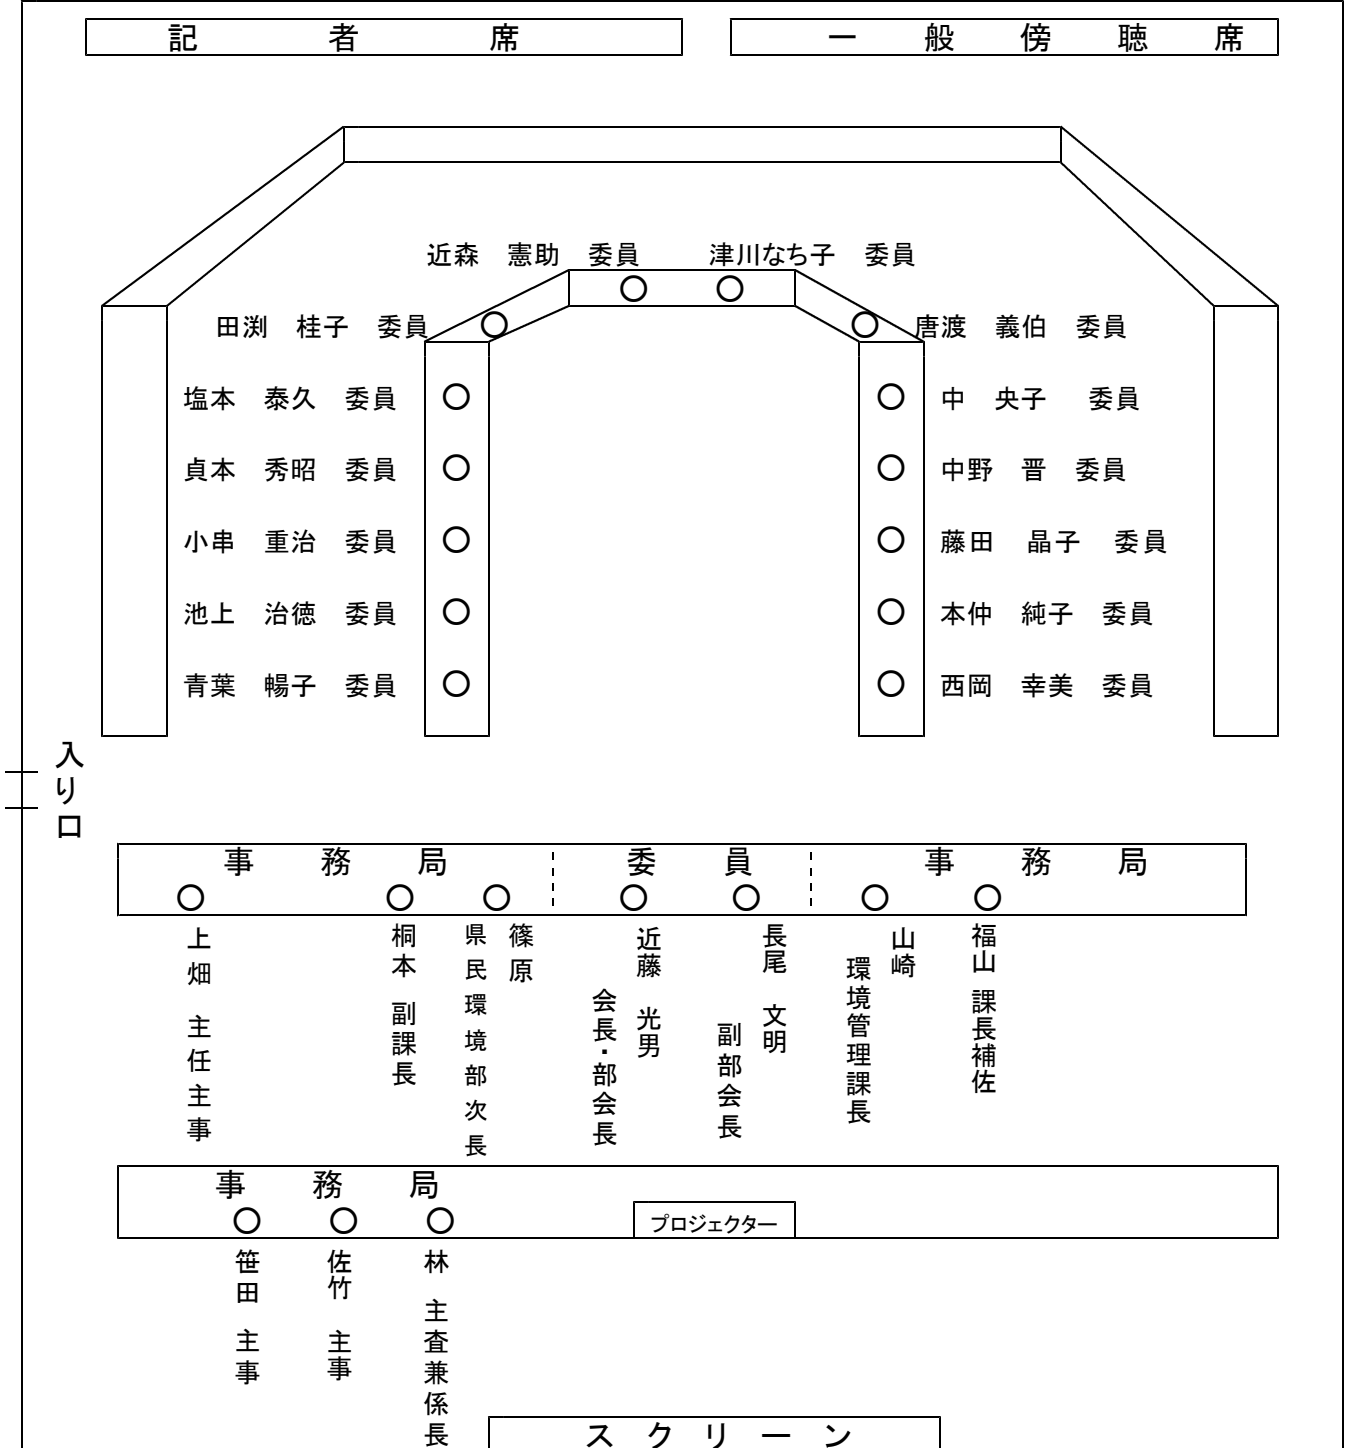 記者席
一般傍聴席
近森 憲助 委員
津川なち子 委員
田渕 桂子 委員
唐渡 義伯 委員
塩本 泰久 委員
中 央子 委員
貞本 秀昭 委員
中野 晋 委員
小串 重治 委員
藤田 晶子 委員
池上 治徳 委員
本仲 純子 委員
青葉 暢子 委員
西岡 幸美 委員
入り口
事務局
委員
事務局
上畑 主任主事
桐本 副課長
篠原
県民環境部次長
近藤 光男
会長・部会長
長尾 文明
副部会長
山崎
環境管理課長
福山 課長補佐
事務局
プロジェクター
笹田 主事
佐竹 主事
林 主査兼係長
スクリーン